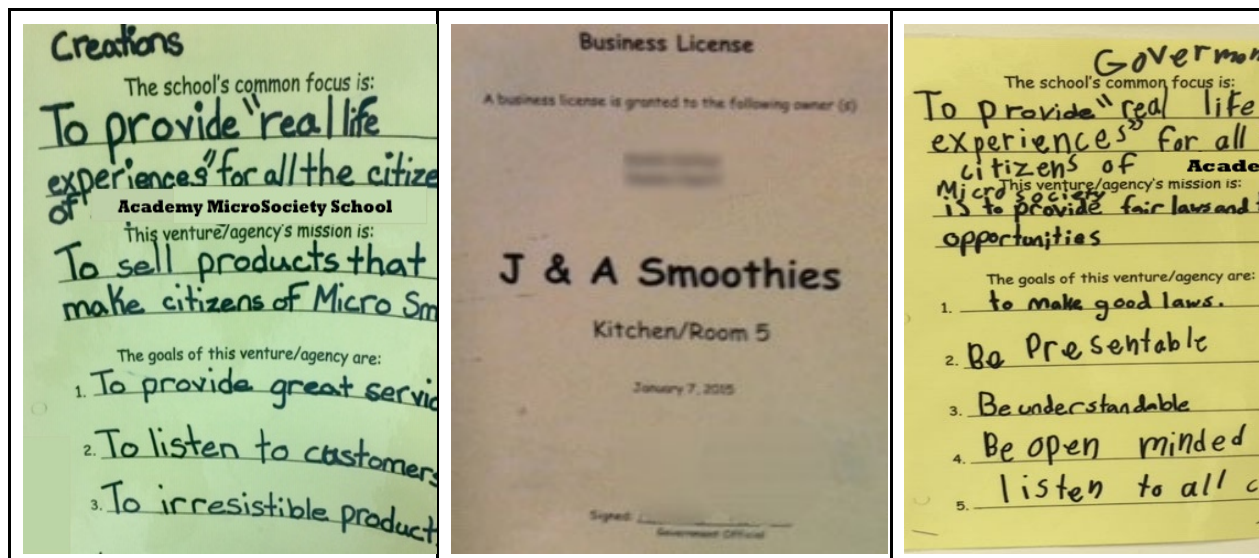 Creations
The school's common focus is:
To provide "real life
experiences" for all the citize
of Academy MicroSociety School
This venture/agency's mission is:
To sell products that
make citizens of Micro Sm
The goals of this venture/agency are:
1. To provide great servic
2. To listen to customers
3. To irresistible product
Business License
A business license is granted to the following owner (s)
J & A Smoothies
Kitchen/Room 5
January 7, 2015
Signed:
Government Official
Govermen
The school's common focus is:
To provide "real life
experiences" for all
citizens of Acade
Micro Society
This venture/agency's mission is:
is to provide fair laws and
opportunities
The goals of this venture/agency are:
1. to make good laws.
2. Be Presentable
3. Be understandable
4. Be open minded
5. listen to all c